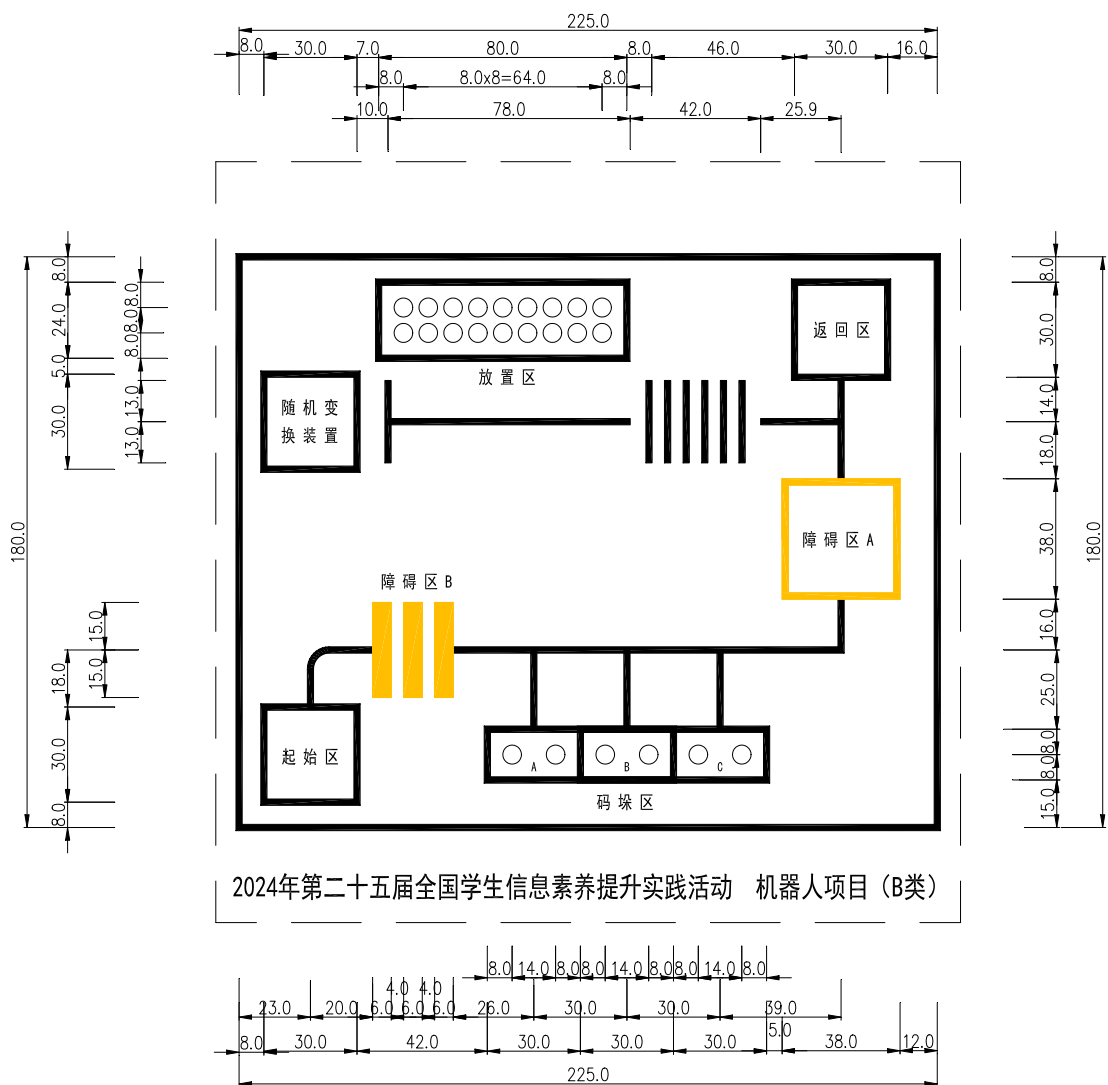 225.0
8.0 30.0 7.0 80.0 8.0 46.0 30.0 16.0
8.0 8.0x8=64.0 8.0
10.0 78.0 42.0 25.9
180.0
8.0 24.0 5.0 30.0
8.0 8.0 8.0 13.0 13.0
15.0 15.0
18.0 30.0 8.0
放置区
返回区
随机变
换装置
障碍区A
障碍区B
起始区
A B C
码垛区
8.0 30.0 14.0 18.0 38.0 16.0 25.0 8.0 8.0 15.0
180.0
2024年第二十五届全国学生信息素养提升实践活动 机器人项目（B类）
8.0 14.0 8.0 8.0 14.0 8.0 8.0 14.0 8.0
4.0 4.0
23.0 20.0 6.0 6.0 6.0 26.0 30.0 30.0 39.0
5.0
8.0 30.0 42.0 30.0 30.0 30.0 38.0 12.0
225.0